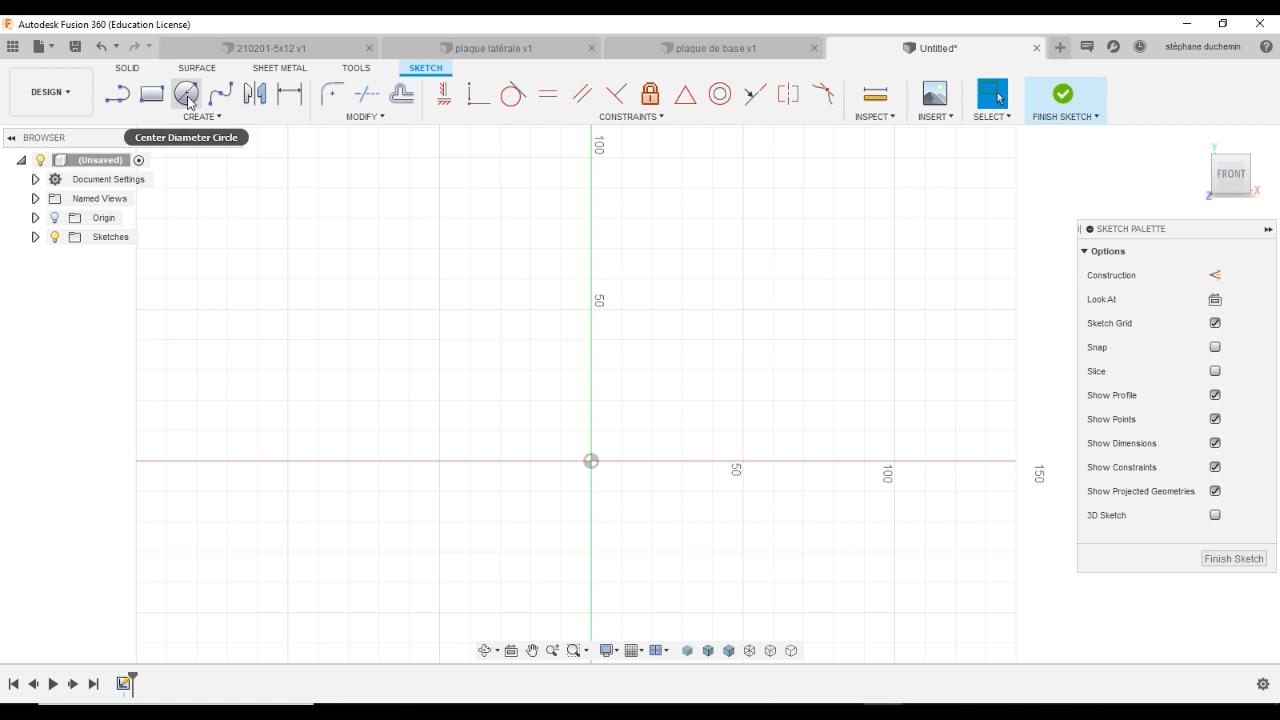 Autodesk Fusion 360 (Education License)
210201-5x12 v1
plaque latérale v1
plaque de base v1
Untitled*
stéphane duchemin
SOLID
SURFACE
SHEET METAL
TOOLS
SKETCH
DESIGN
CREATE
MODIFY
CONSTRAINTS
INSPECT
INSERT
SELECT
FINISH SKETCH
BROWSER
Center Diameter Circle
(Unsaved)
Document Settings
Named Views
Origin
Sketches
100
50
50
100
150
Y
FRONT
X
Z
SKETCH PALETTE
Options
Construction
Look At
Sketch Grid
Snap
Slice
Show Profile
Show Points
Show Dimensions
Show Constraints
Show Projected Geometries
3D Sketch
Finish Sketch